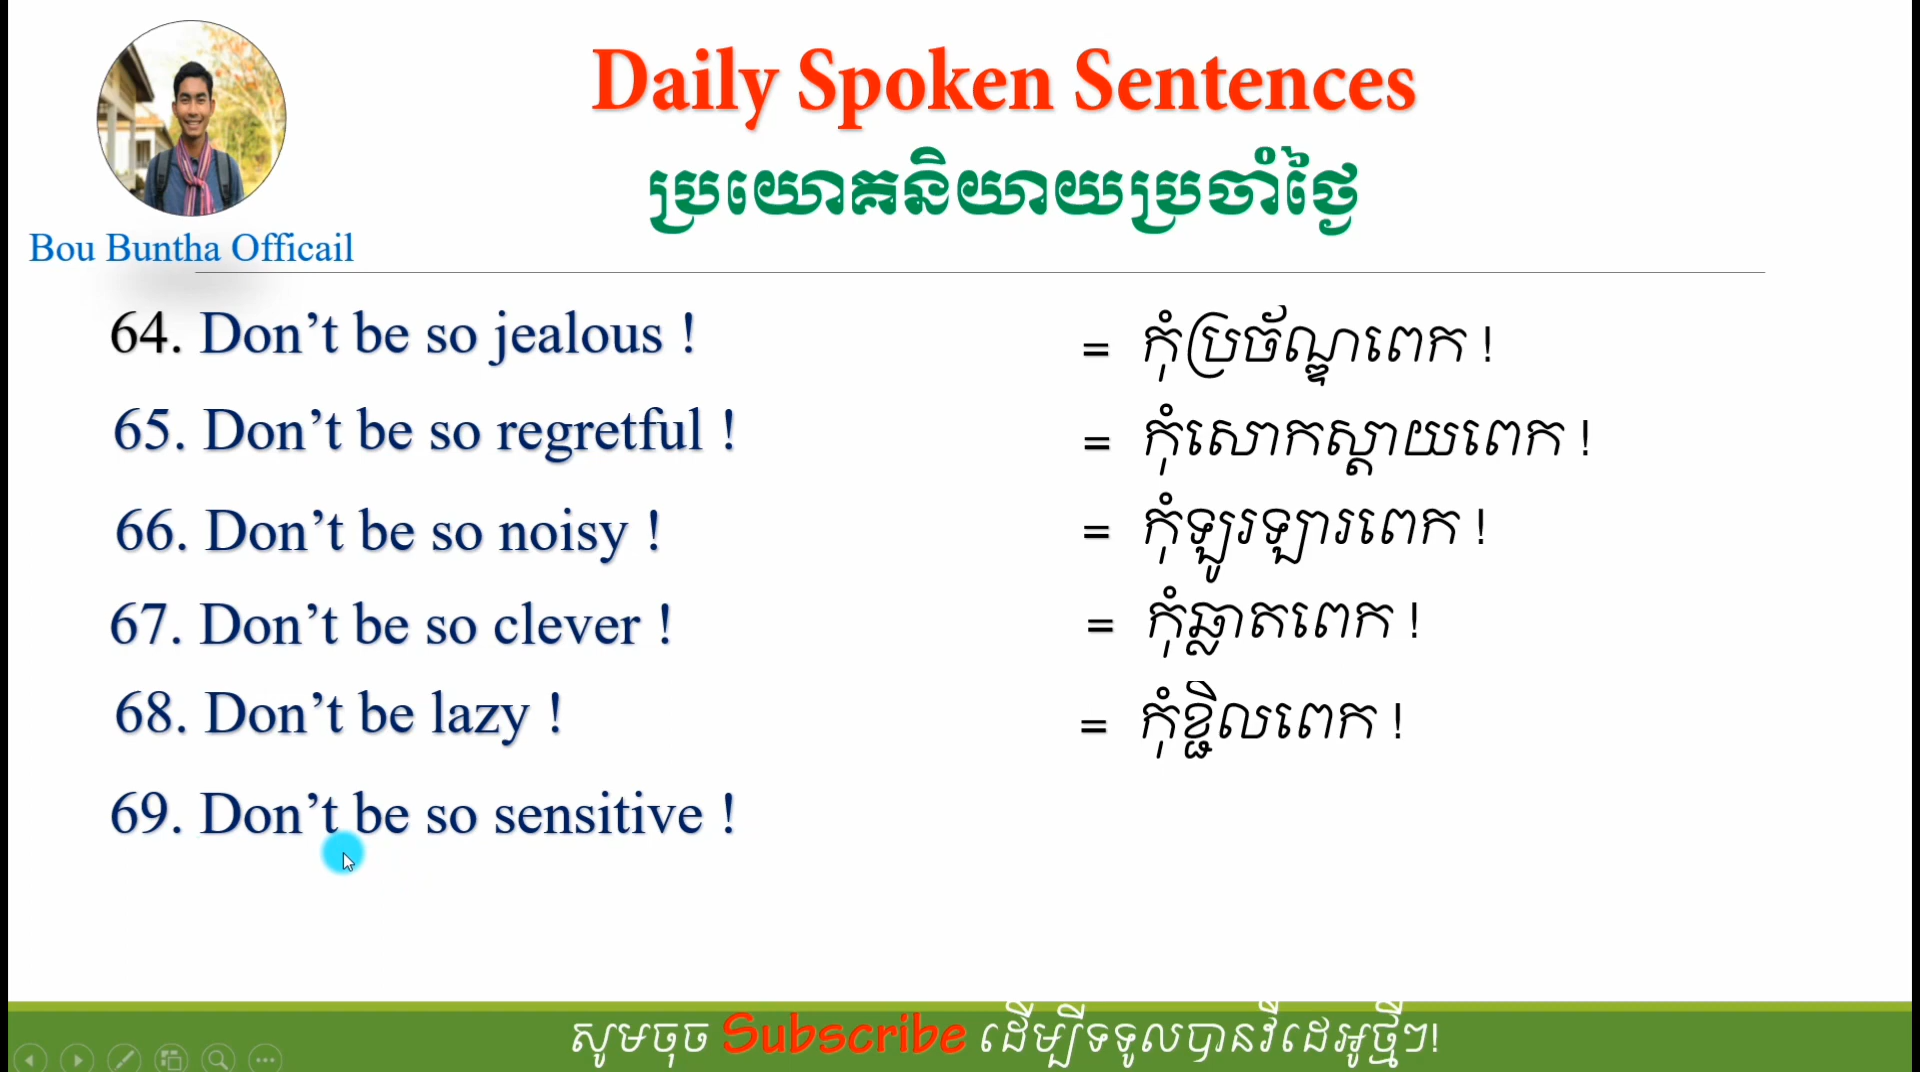 Daily Spoken Sentences
ប្រយោគនិយាយប្រចាំថ្ងៃ
Bou Buntha Officail
64. Don’t be so jealous ! = កុំប្រច័ណ្ឌពេក !
65. Don’t be so regretful ! = កុំសោកស្ដាយពេក !
66. Don’t be so noisy ! = កុំឡូរឡារពេក !
67. Don’t be so clever ! = កុំឆ្លាតពេក !
68. Don’t be lazy ! = កុំខ្ជិលពេក !
69. Don’t be so sensitive !
សូមចុច Subscribe ដើម្បីទទួលបានវីដេអូថ្មីៗ!